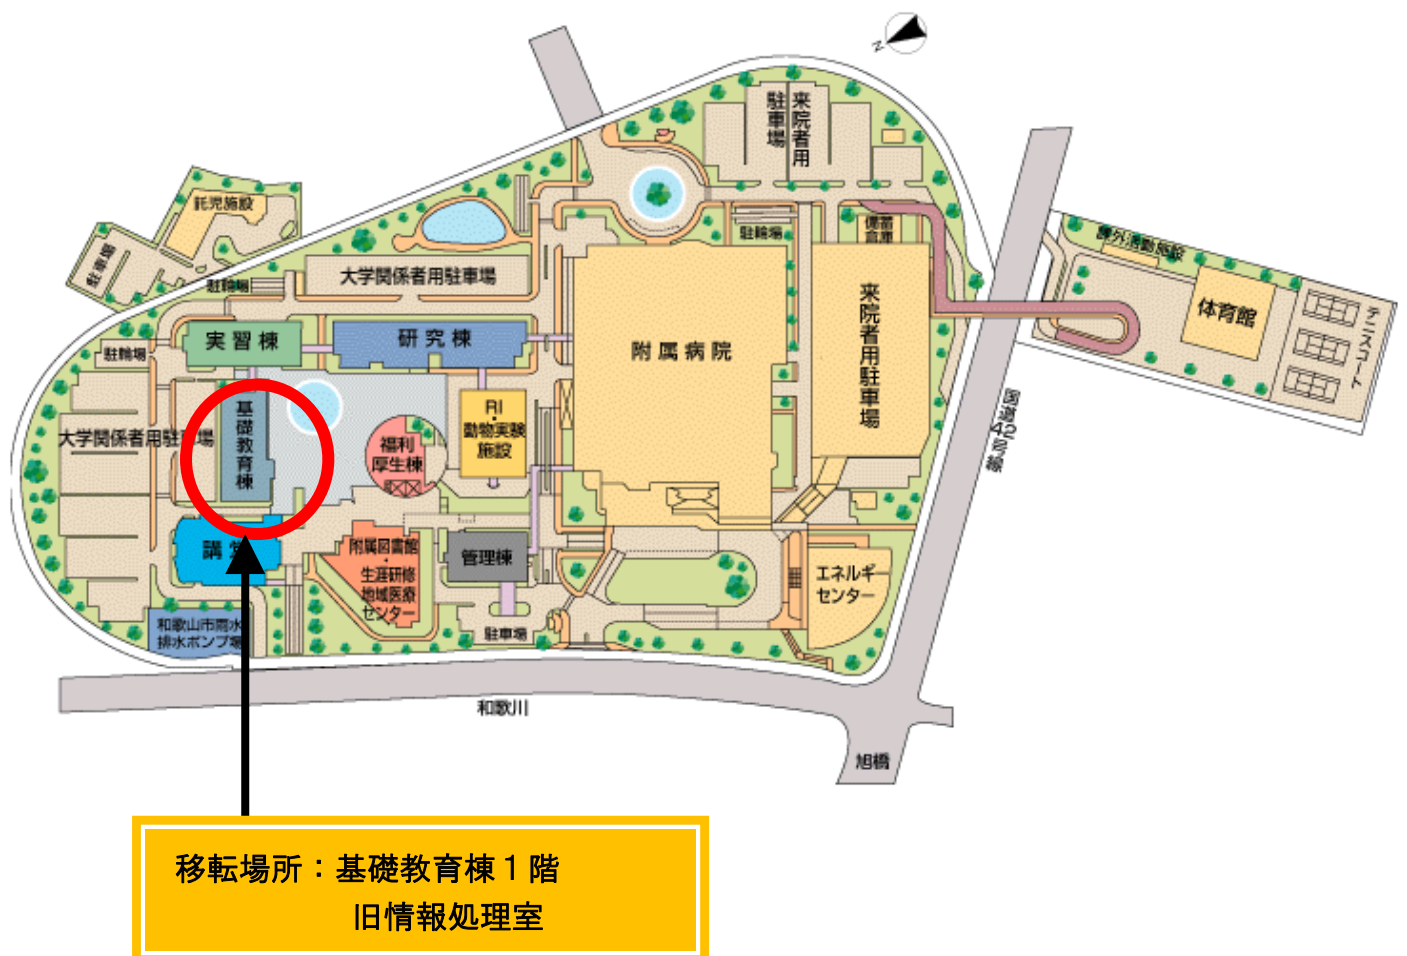 N
駐車場
来院者用
託児施設
駐車場
駐輪場
大学関係者用駐車場
駐輪場
備蓄
倉庫
課外活動施設
体育館
テニスコート
実習棟
研究棟
附属病院
来院者用駐車場
駐輪場
国道42号線
基礎教育棟
大学関係者用駐車場
福利
厚生棟
RI
・
動物実験
施設
講堂
附属図書館
・
生涯研修
地域医療
センター
管理棟
エネルギー
センター
和歌山市雨水
排水ポンプ場
駐車場
和歌川
旭橋
移転場所：基礎教育棟１階
旧情報処理室